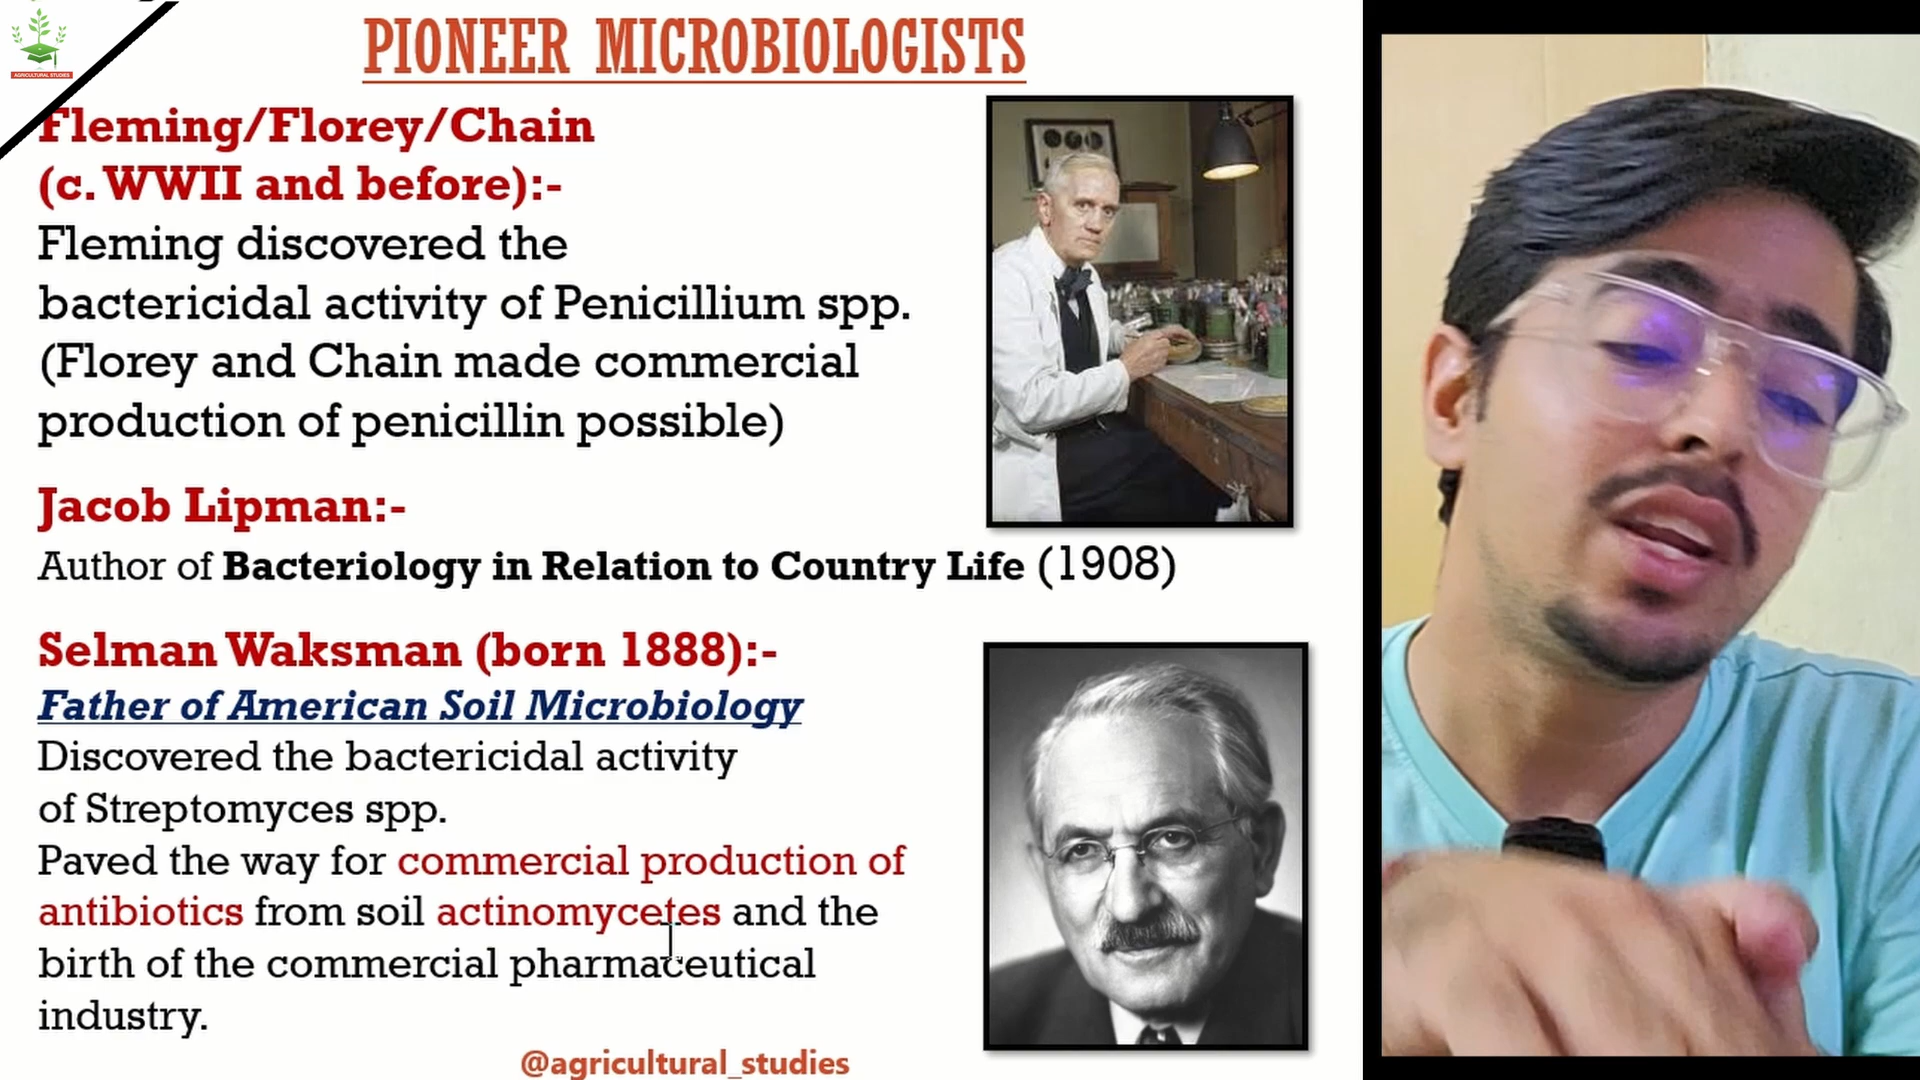 AGRICULTURAL STUDIES
PIONEER MICROBIOLOGISTS
Fleming/Florey/Chain
(c. WWII and before):-
Fleming discovered the
bactericidal activity of Penicillium spp.
(Florey and Chain made commercial
production of penicillin possible)
Jacob Lipman:-
Author of Bacteriology in Relation to Country Life (1908)
Selman Waksman (born 1888):-
Father of American Soil Microbiology
Discovered the bactericidal activity
of Streptomyces spp.
Paved the way for commercial production of
antibiotics from soil actinomycetes and the
birth of the commercial pharmaceutical
industry.
@agricultural_studies